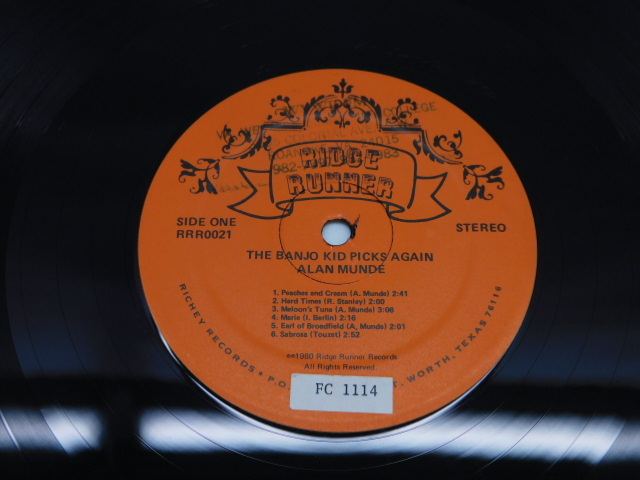 RIDGE
RUNNER
SIDE ONE
RRR0021
STEREO
THE BANJO KID PICKS AGAIN
ALAN MUNDE
1. Peaches and Cream (A. Munde) 2:41
2. Hard Times (R. Stanley) 2:00
3. Meloon's Tune (A. Munde) 3:06
4. Marie (I. Berlin) 2:16
5. Earl of Broadfield (A. Munde) 2:01
6. Sabrosa (Touzet) 2:52
℗©1980 Ridge Runner Records
All Rights Reserved
RICHEY RECORDS • P.O. WORTH, TEXAS 76116
FC 1114